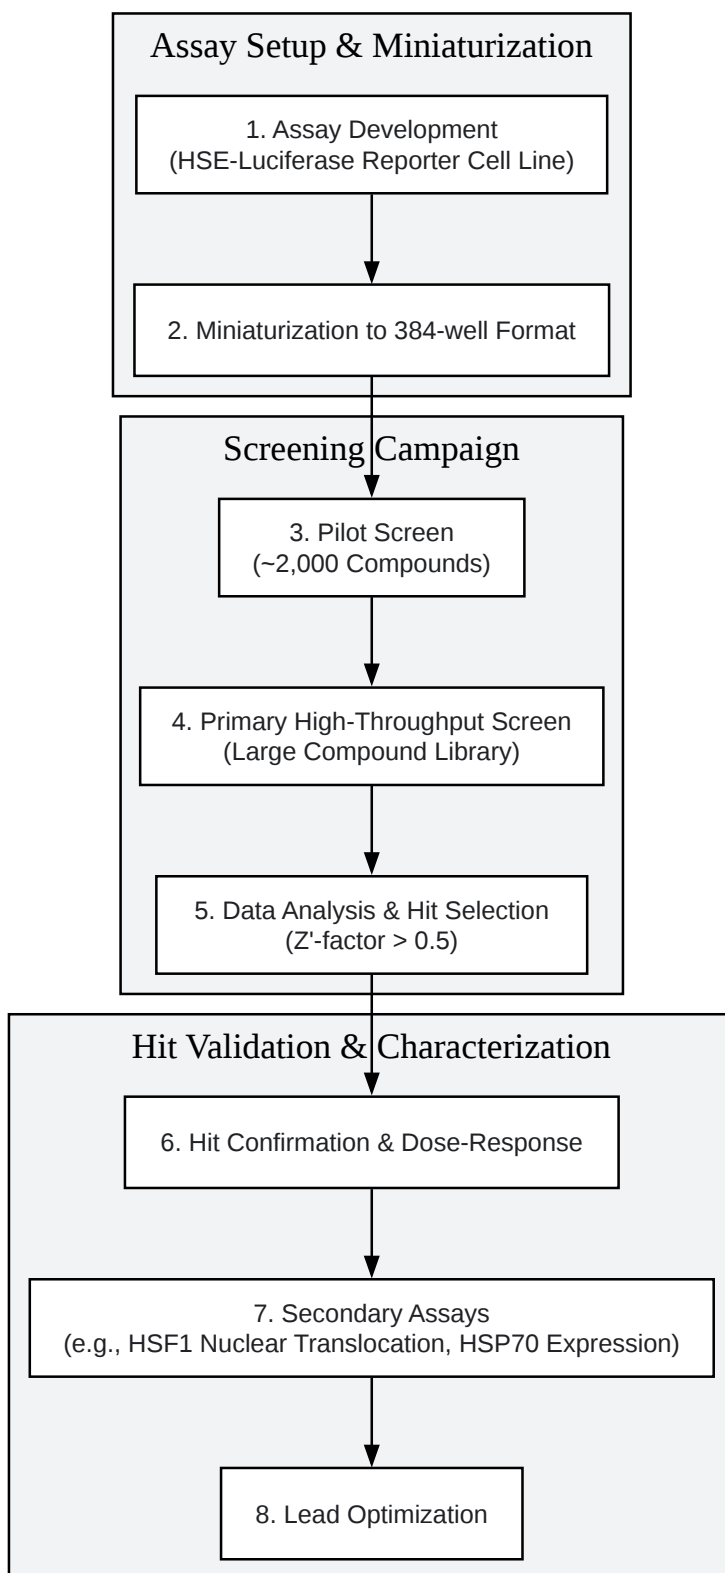 Assay Setup & Miniaturization
1. Assay Development
(HSE-Luciferase Reporter Cell Line)
2. Miniaturization to 384-well Format
Screening Campaign
3. Pilot Screen
(~2,000 Compounds)
4. Primary High-Throughput Screen
(Large Compound Library)
5. Data Analysis & Hit Selection
(Z'-factor > 0.5)
Hit Validation & Characterization
6. Hit Confirmation & Dose-Response
7. Secondary Assays
(e.g., HSF1 Nuclear Translocation, HSP70 Expression)
8. Lead Optimization